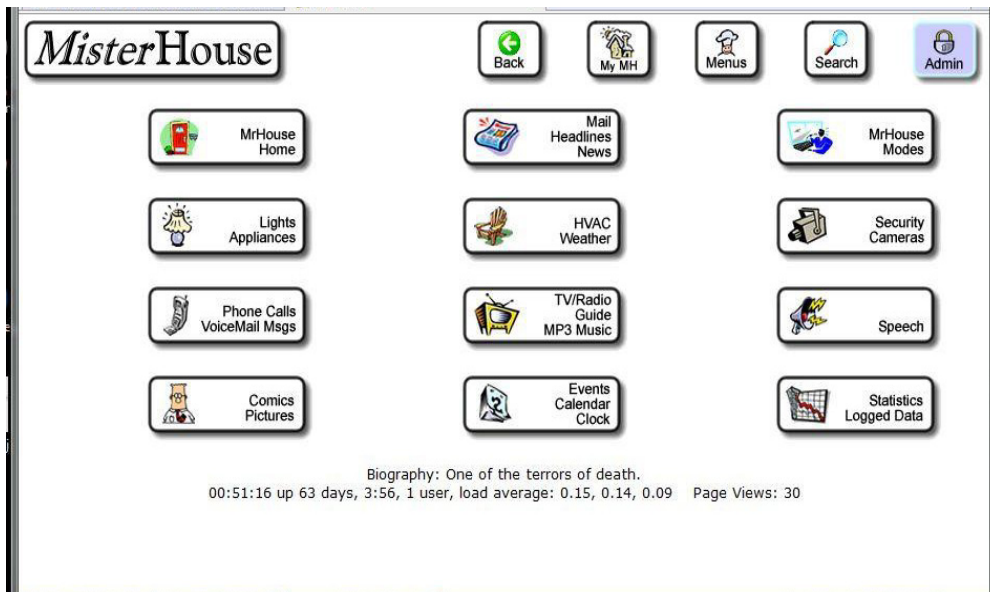 MisterHouse
Back
My MH
Menus
Search
Admin
MrHouse
Home
Mail
Headlines
News
MrHouse
Modes
Lights
Appliances
HVAC
Weather
Security
Cameras
Phone Calls
VoiceMail Msgs
TV/Radio
Guide
MP3 Music
Speech
Comics
Pictures
Events
Calendar
Clock
Statistics
Logged Data
Biography: One of the terrors of death.
00:51:16 up 63 days, 3:56, 1 user, load average: 0.15, 0.14, 0.09 Page Views: 30